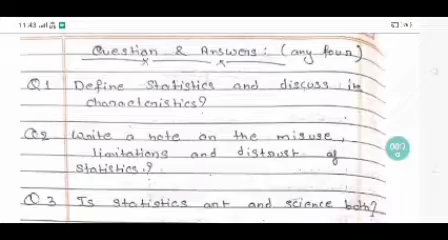 11:43
Question & Answers: (any four)
Q1 Define Statistics and discuss its
characteristics?
Q2 Write a note on the misuse,
limitations and distrust of
statistics?
Q3 Is statistics art and science both?